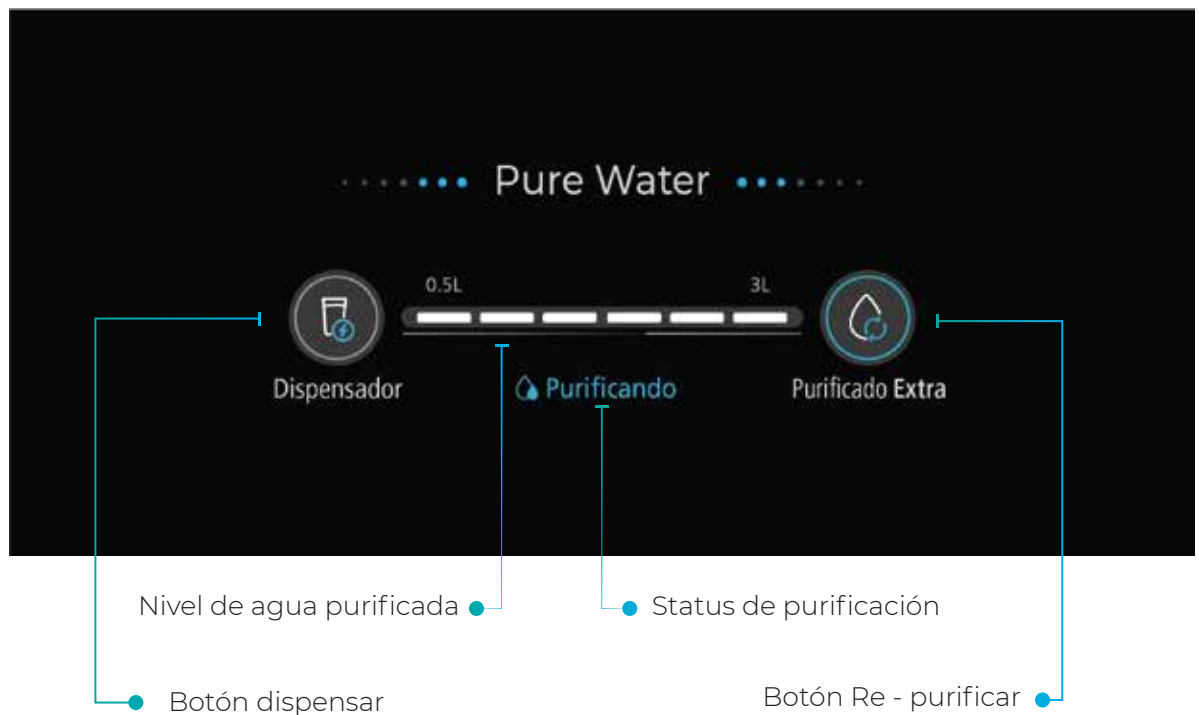 Pure Water
0.5L 3L
Dispensador Purificando Purificado Extra
Nivel de agua purificada Status de purificación
Botón dispensar Botón Re - purificar